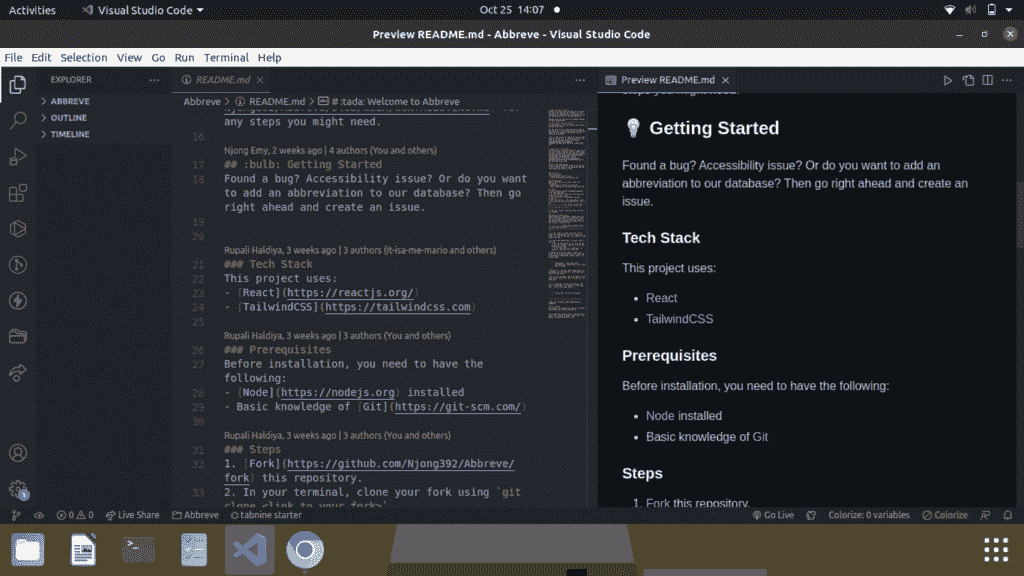 Activities
Visual Studio Code
Oct 25 14:07
Preview README.md - Abbreve - Visual Studio Code
File Edit Selection View Go Run Terminal Help
EXPLORER
ABBREVE
OUTLINE
TIMELINE
README.md
Abbreve > README.md > # :tada: Welcome to Abbreve
any steps you might need.
16
Njong Emy, 2 weeks ago | 4 authors (You and others)
17 ## :bulb: Getting Started
18 Found a bug? Accessibility issue? Or do you want
to add an abbreviation to our database? Then go
right ahead and create an issue.
19
20
Rupali Haldiya, 3 weeks ago | 3 authors (it-isa-me-mario and others)
21 ### Tech Stack
22 This project uses:
23 - [React](https://reactjs.org/)
24 - [TailwindCSS](https://tailwindcss.com)
25
Rupali Haldiya, 3 weeks ago | 3 authors (You and others)
26 ### Prerequisites
27 Before installation, you need to have the
following:
28 - [Node](https://nodejs.org) installed
29 - Basic knowledge of [Git](https://git-scm.com/)
30
Rupali Haldiya, 3 weeks ago | 3 authors (You and others)
31 ### Steps
32 1. [Fork](https://github.com/Njong392/Abbreve/
fork) this repository.
33 2. In your terminal, clone your fork using `git
clone <link to your fork>`
Preview README.md
steps you might need.
Getting Started
Found a bug? Accessibility issue? Or do you want to add an
abbreviation to our database? Then go right ahead and create an
issue.
Tech Stack
This project uses:
• React
• TailwindCSS
Prerequisites
Before installation, you need to have the following:
• Node installed
• Basic knowledge of Git
Steps
1. Fork this repository.
0 0 Live Share Abbreve tabnine starter
Go Live Colorize: 0 variables Colorize